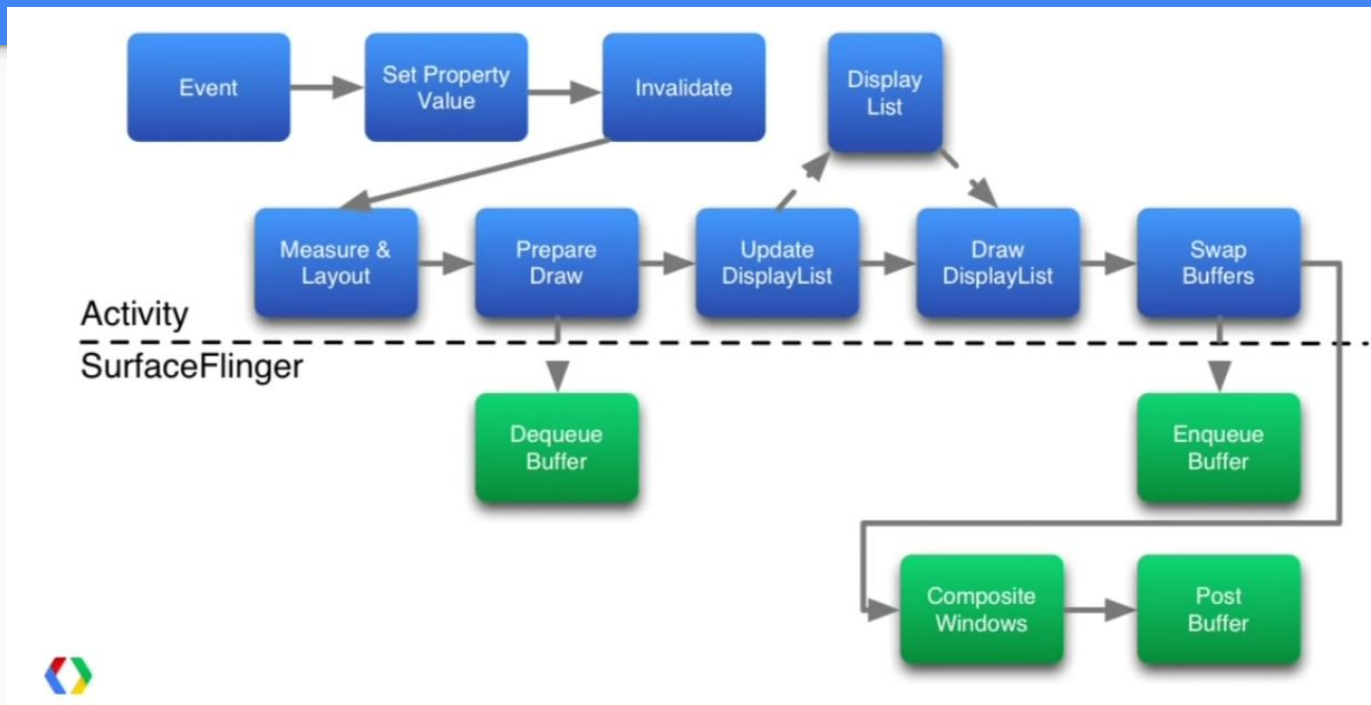 Event
Set Property
Value
Invalidate
Display
List
Measure &
Layout
Prepare
Draw
Update
DisplayList
Draw
DisplayList
Swap
Buffers
Activity
SurfaceFlinger
Dequeue
Buffer
Enqueue
Buffer
Composite
Windows
Post
Buffer